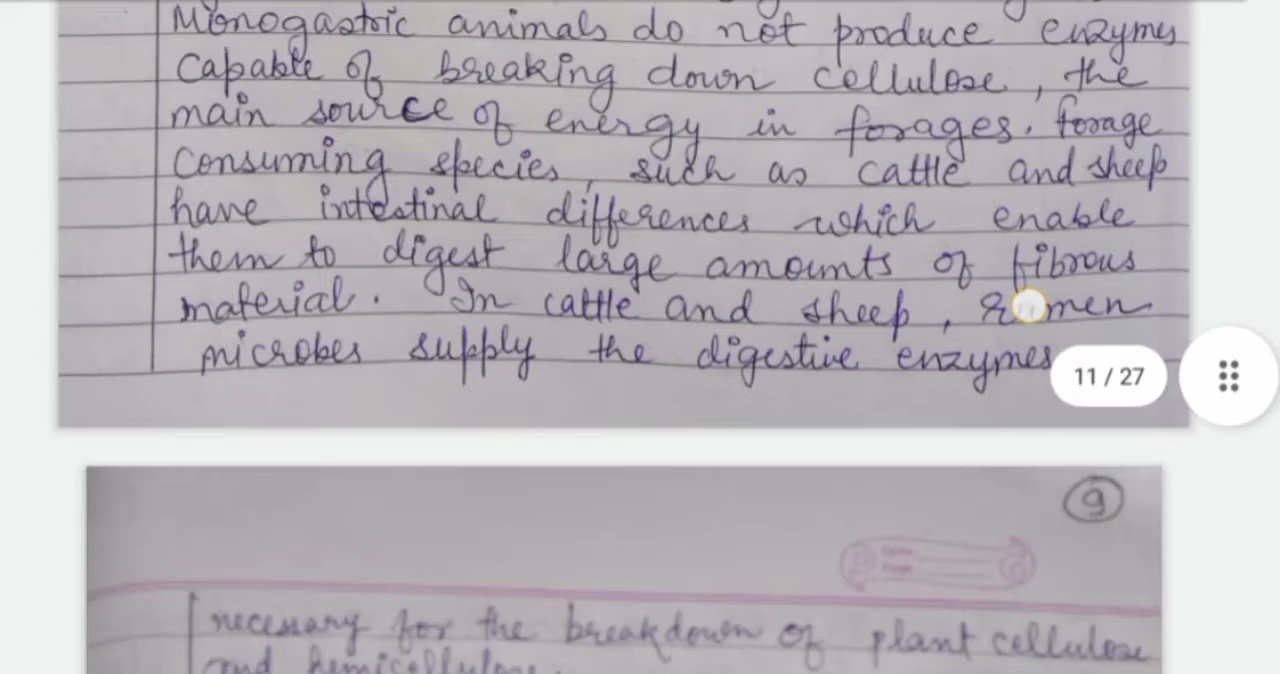 Monogastric animals do not produce enzymes
capable of breaking down cellulose, the
main source of energy in forages. forage
consuming species, such as cattle and sheep
have intestinal differences which enable
them to digest large amounts of fibrous
material. In cattle and sheep, rumen
microbes supply the digestive enzymes
11 / 27
9
necessary for the breakdown of plant cellulose
and hemicellulose.